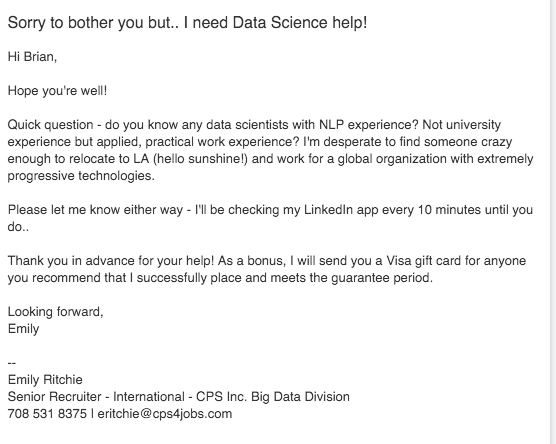 Sorry to bother you but.. I need Data Science help!
Hi Brian,
Hope you're well!
Quick question - do you know any data scientists with NLP experience? Not university
experience but applied, practical work experience? I'm desperate to find someone crazy
enough to relocate to LA (hello sunshine!) and work for a global organization with extremely
progressive technologies.
Please let me know either way - I'll be checking my LinkedIn app every 10 minutes until you
do..
Thank you in advance for your help! As a bonus, I will send you a Visa gift card for anyone
you recommend that I successfully place and meets the guarantee period.
Looking forward,
Emily
--
Emily Ritchie
Senior Recruiter - International - CPS Inc. Big Data Division
708 531 8375 | eritchie@cps4jobs.com